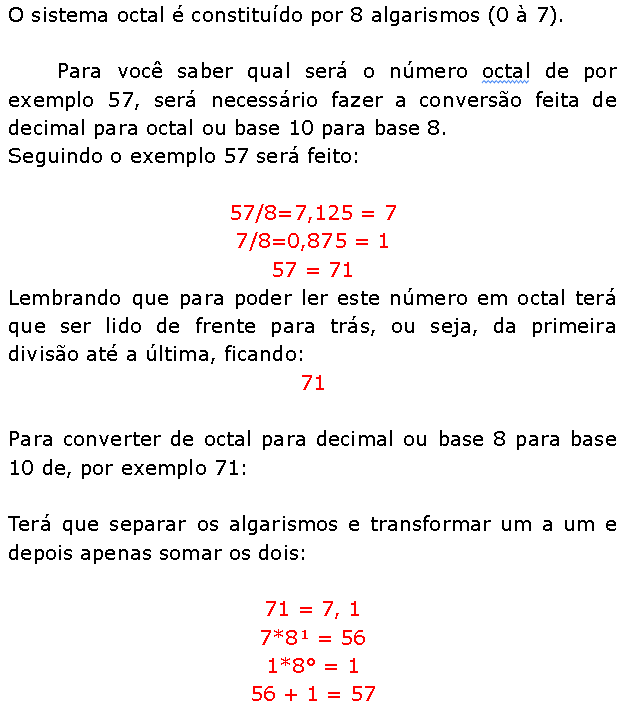 O sistema octal é constituído por 8 algarismos (0 à 7).
Para você saber qual será o número octal de por
exemplo 57, será necessário fazer a conversão feita de
decimal para octal ou base 10 para base 8.
Seguindo o exemplo 57 será feito:
57/8=7,125 = 7
7/8=0,875 = 1
57 = 71
Lembrando que para poder ler este número em octal terá
que ser lido de frente para trás, ou seja, da primeira
divisão até a última, ficando:
71
Para converter de octal para decimal ou base 8 para base
10 de, por exemplo 71:
Terá que separar os algarismos e transformar um a um e
depois apenas somar os dois:
71 = 7, 1
7*8¹ = 56
1*8° = 1
56 + 1 = 57